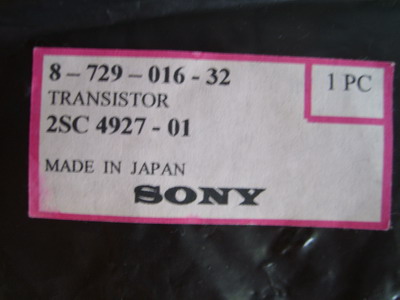 8 - 729 - 016 - 32
1 PC
TRANSISTOR
2SC 4927 - 01
MADE IN JAPAN
SONY